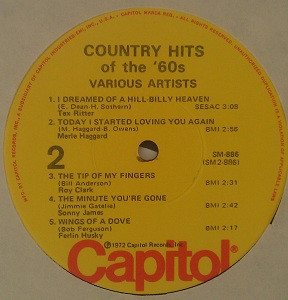 COUNTRY HITS
of the '60s
VARIOUS ARTISTS
1. I DREAMED OF A HILL-BILLY HEAVEN
(E. Dean-H. Sothern) SESAC 3:08
Tex Ritter
2. TODAY I STARTED LOVING YOU AGAIN
(M. Haggard-B. Owens) BMI 2:56
Merle Haggard
2
SM-886
(SM 2-886)
3. THE TIP OF MY FINGERS
(Bill Anderson) BMI 2:31
Roy Clark
4. THE MINUTE YOU'RE GONE
(Jimmie Gately) BMI 2:42
Sonny James
5. WINGS OF A DOVE
(Bob Ferguson) BMI 2:17
Ferlin Husky
℗1972 Capitol Records, Inc.
Capitol®